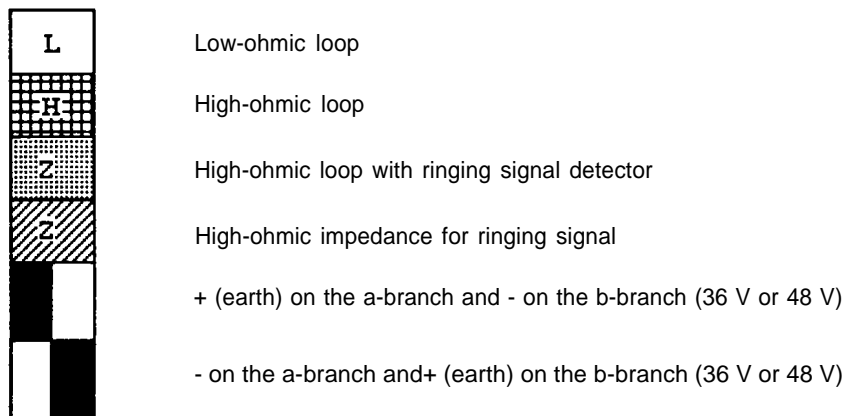 L Low-ohmic loop
H High-ohmic loop
Z High-ohmic loop with ringing signal detector
Z High-ohmic impedance for ringing signal
+ (earth) on the a-branch and - on the b-branch (36 V or 48 V)
- on the a-branch and+ (earth) on the b-branch (36 V or 48 V)